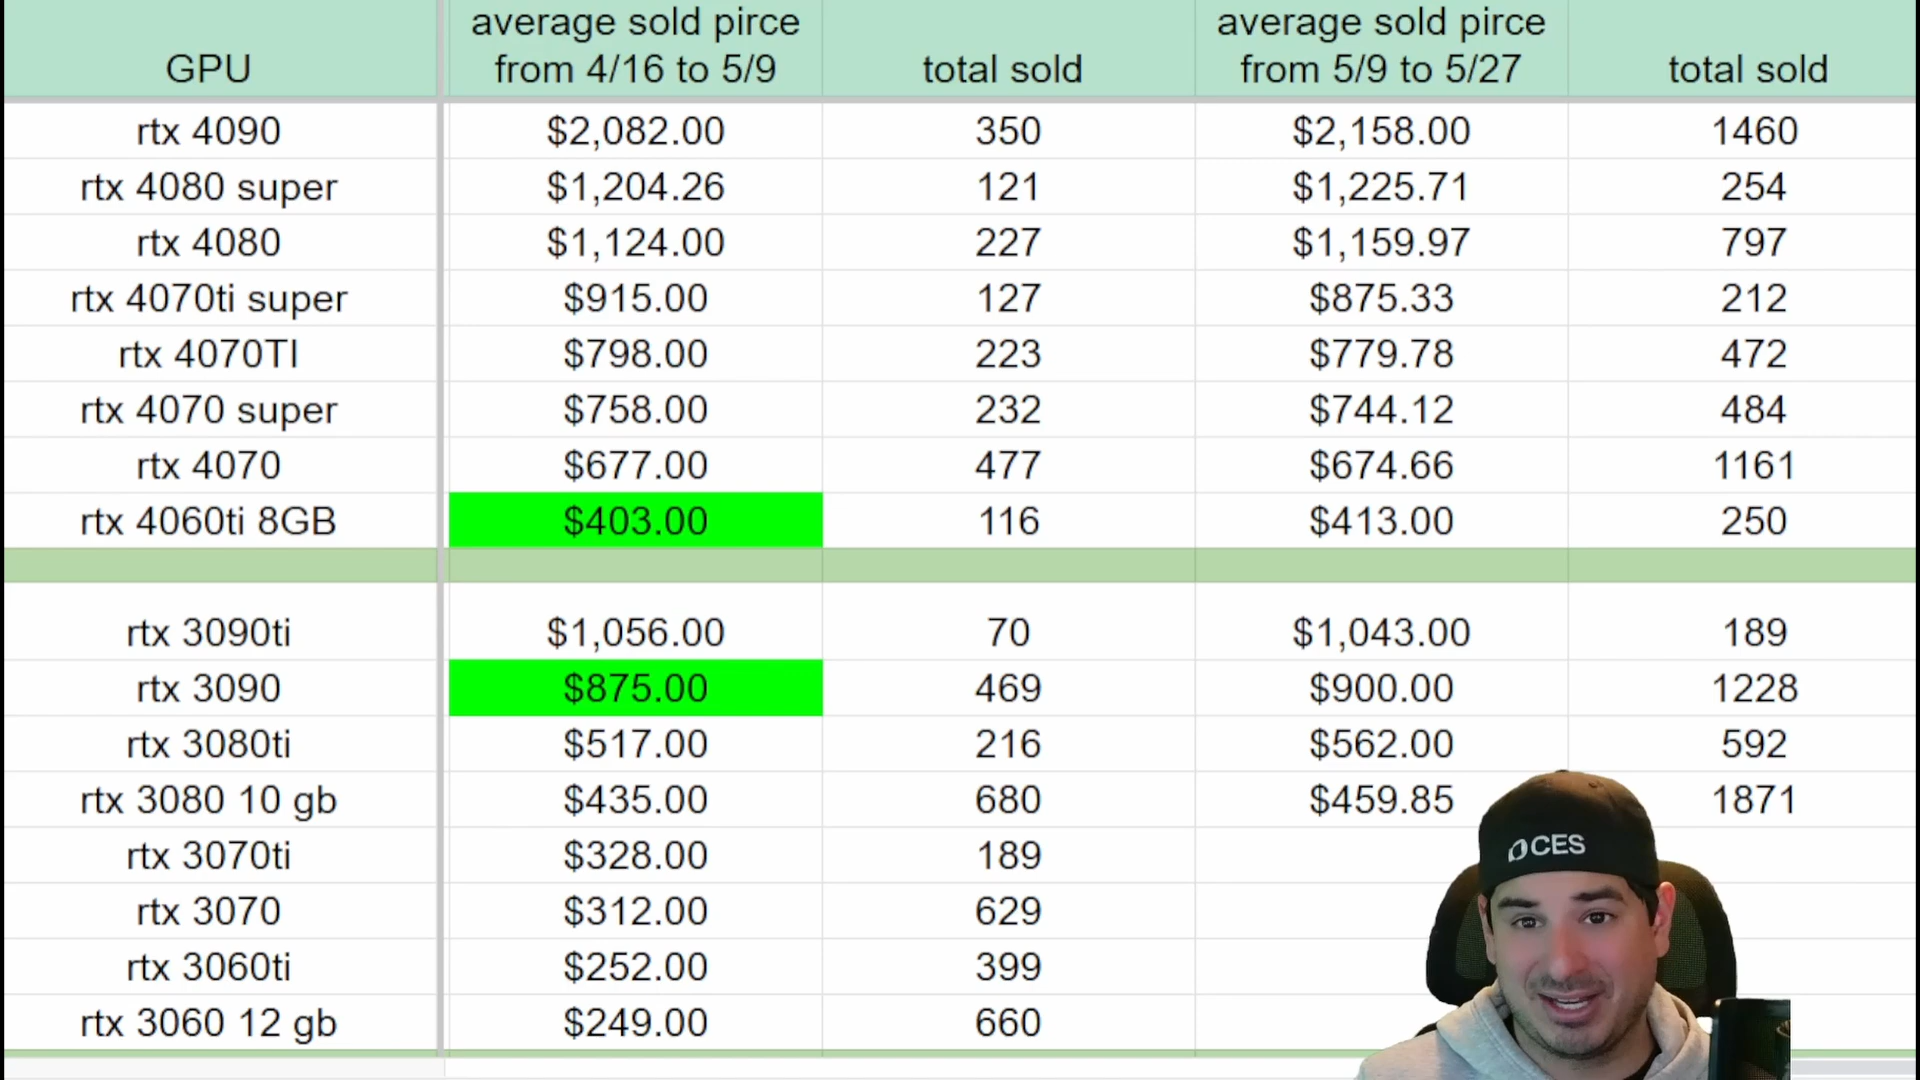 GPU average sold pirce from 4/16 to 5/9 total sold average sold pirce from 5/9 to 5/27 total sold
rtx 4090 $2,082.00 350 $2,158.00 1460
rtx 4080 super $1,204.26 121 $1,225.71 254
rtx 4080 $1,124.00 227 $1,159.97 797
rtx 4070ti super $915.00 127 $875.33 212
rtx 4070TI $798.00 223 $779.78 472
rtx 4070 super $758.00 232 $744.12 484
rtx 4070 $677.00 477 $674.66 1161
rtx 4060ti 8GB $403.00 116 $413.00 250
rtx 3090ti $1,056.00 70 $1,043.00 189
rtx 3090 $875.00 469 $900.00 1228
rtx 3080ti $517.00 216 $562.00 592
rtx 3080 10 gb $435.00 680 $459.85 1871
rtx 3070ti $328.00 189
rtx 3070 $312.00 629
rtx 3060ti $252.00 399
rtx 3060 12 gb $249.00 660
CES